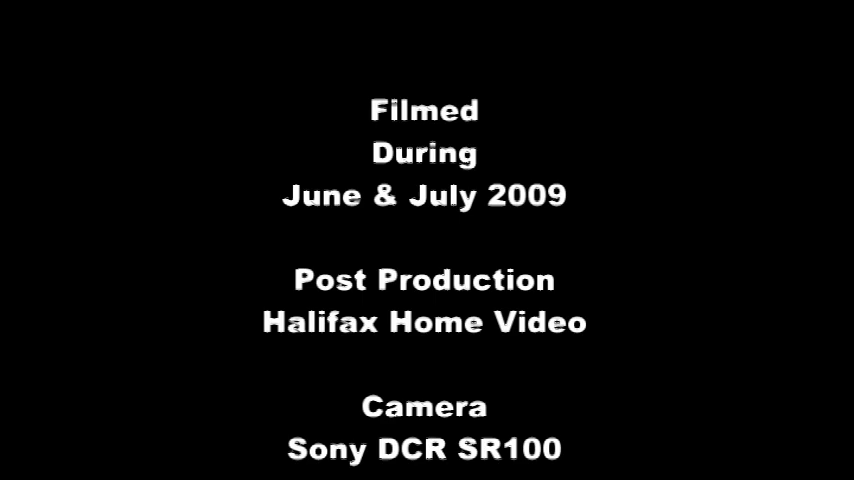 Filmed
During
June & July 2009
Post Production
Halifax Home Video
Camera
Sony DCR SR100